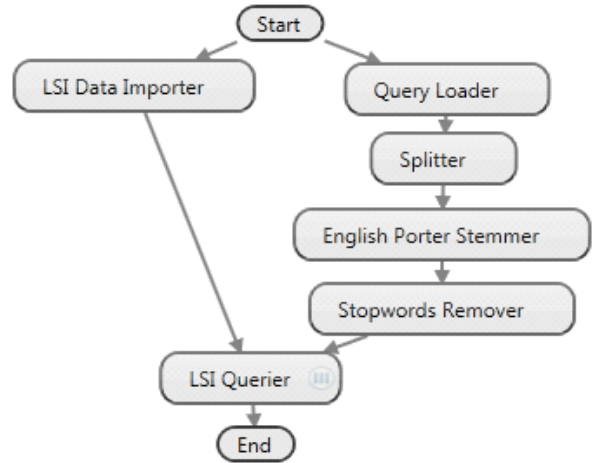 Start
LSI Data Importer
Query Loader
Splitter
English Porter Stemmer
Stopwords Remover
LSI Querier
End